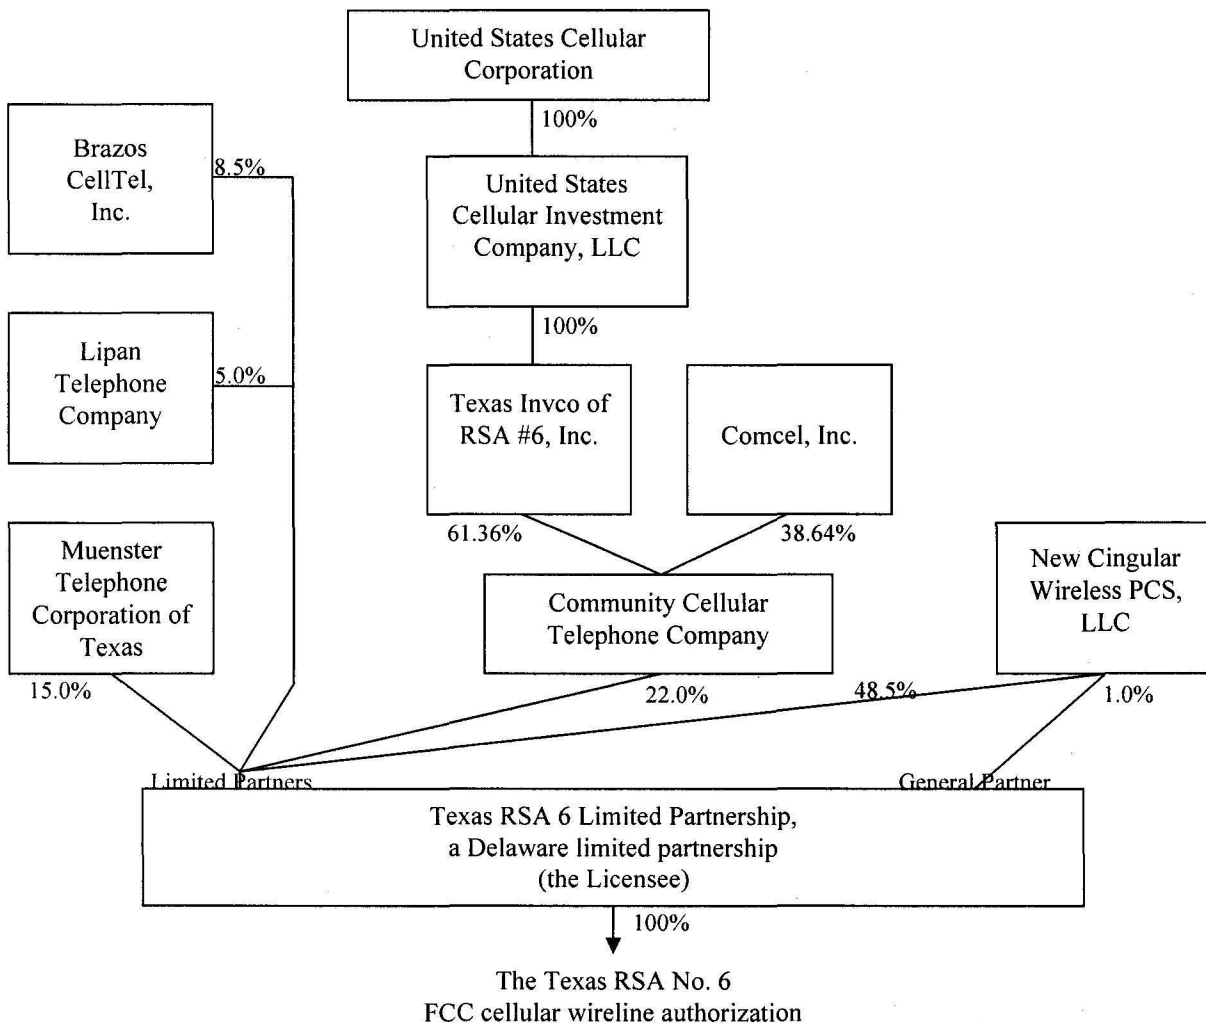 United States Cellular
Corporation
100%
Brazos
CellTel,
Inc.
8.5%
United States
Cellular Investment
Company, LLC
100%
Lipan
Telephone
Company
5.0%
Texas Invco of
RSA #6, Inc.
Comcel, Inc.
61.36%
38.64%
Muenster
Telephone
Corporation of
Texas
Community Cellular
Telephone Company
New Cingular
Wireless PCS,
LLC
15.0%
22.0%
48.5%
1.0%
Limited Partners
General Partner
Texas RSA 6 Limited Partnership,
a Delaware limited partnership
(the Licensee)
100%
The Texas RSA No. 6
FCC cellular wireline authorization